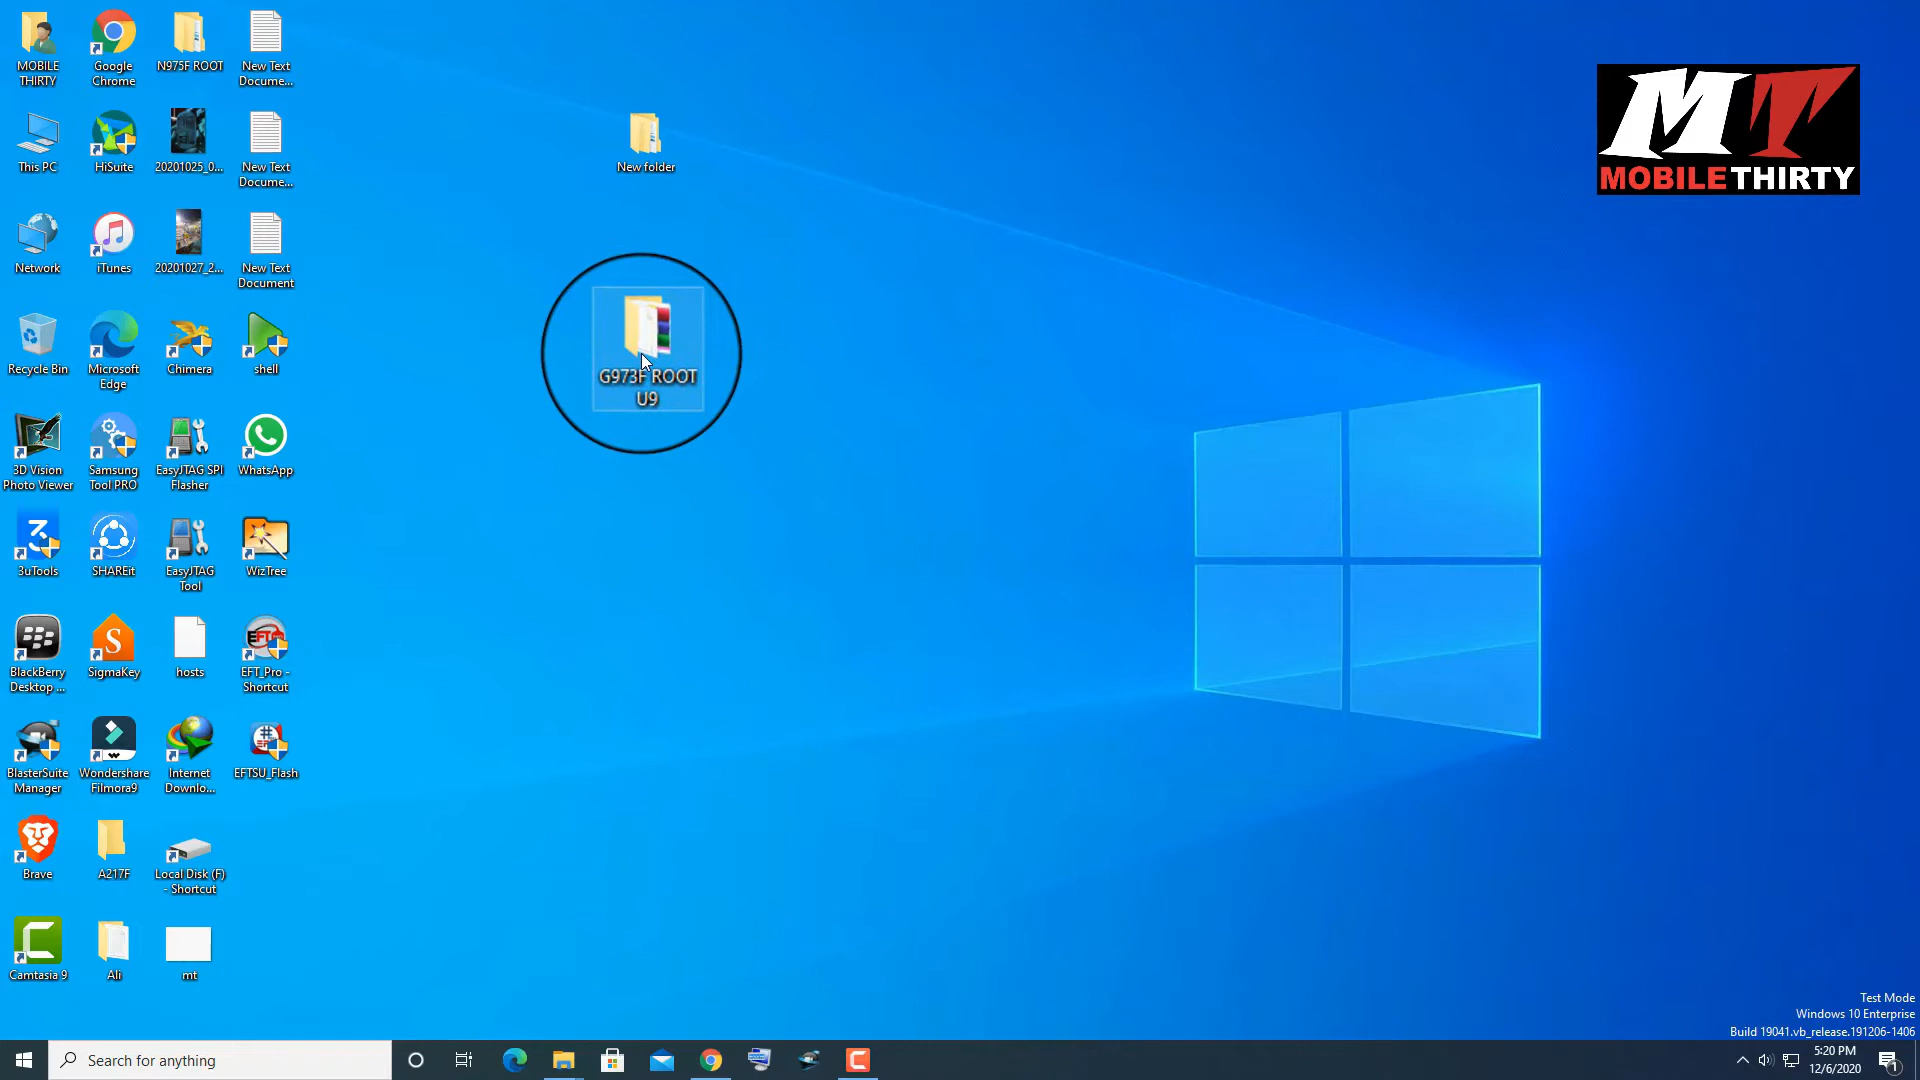 MOBILE
THIRTY
Google
Chrome
N975F ROOT
New Text
Docume...
This PC
HiSuite
20201025_0...
New Text
Docume...
New folder
MT
MOBILETHIRTY
Network
iTunes
20201027_2...
New Text
Document
Recycle Bin
Microsoft
Edge
Chimera
shell
G973F ROOT
U9
3D Vision
Photo Viewer
Samsung
Tool PRO
EasyJTAG SPI
Flasher
WhatsApp
3uTools
SHAREit
EasyJTAG
Tool
WizTree
BlackBerry
Desktop ...
SigmaKey
hosts
EFT_Pro -
Shortcut
BlasterSuite
Manager
Wondershare
Filmora9
Internet
Downlo...
EFTSU_Flash
Brave
A217F
Local Disk (F)
- Shortcut
Camtasia 9
Ali
mt
Test Mode
Windows 10 Enterprise
Build 19041.vb_release.191206-1406
Search for anything
5:20 PM
12/6/2020
1